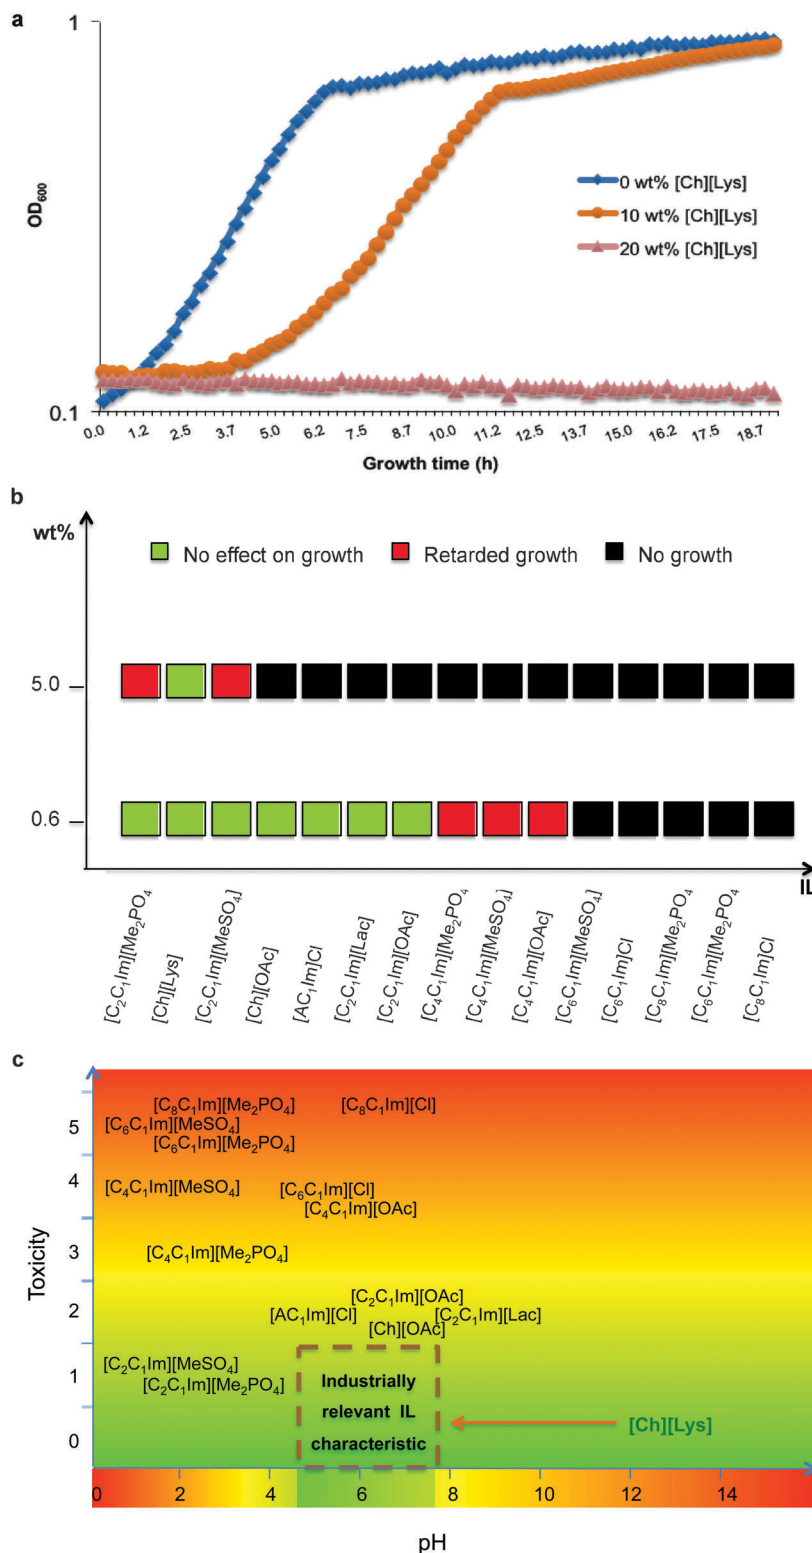 a
1
OD600
0 wt% [Ch][Lys]
10 wt% [Ch][Lys]
20 wt% [Ch][Lys]
0.1
0.0 1.2 2.5 3.7 5.0 6.2 7.5 8.7 10.0 11.2 12.5 13.7 15.0 16.2 17.5 18.7
Growth time (h)
b
wt%
No effect on growth Retarded growth No growth
5.0
0.6
IL
[C2C1Im][Me2PO4
[Ch][Lys]
[C2C1Im][MeSO4]
[Ch][OAc]
[AC1Im]Cl
[C2C1Im][Lac]
[C2C1Im][OAc]
[C4C1Im][Me2PO4
[C4C1Im][MeSO4]
[C4C1Im][OAc]
[C6C1Im][MeSO4]
[C6C1Im]Cl
[C8C1Im][Me2PO4
[C6C1Im][Me2PO4
[C8C1Im]Cl
c
Toxicity
[C8C1Im][Me2PO4] [C8C1Im][Cl]
5 [C6C1Im][MeSO4]
[C6C1Im][Me2PO4]
4 [C4C1Im][MeSO4] [C6C1Im][Cl]
[C4C1Im][OAc]
3 [C4C1Im][Me2PO4]
[C2C1Im][OAc]
2 [AC1Im][Cl] [C2C1Im][Lac]
[Ch][OAc]
1 [C2C1Im][MeSO4]
[C2C1Im][Me2PO4]
Industrially
relevant IL
characteristic
[Ch][Lys]
0
0 2 4 6 8 10 12 14
pH